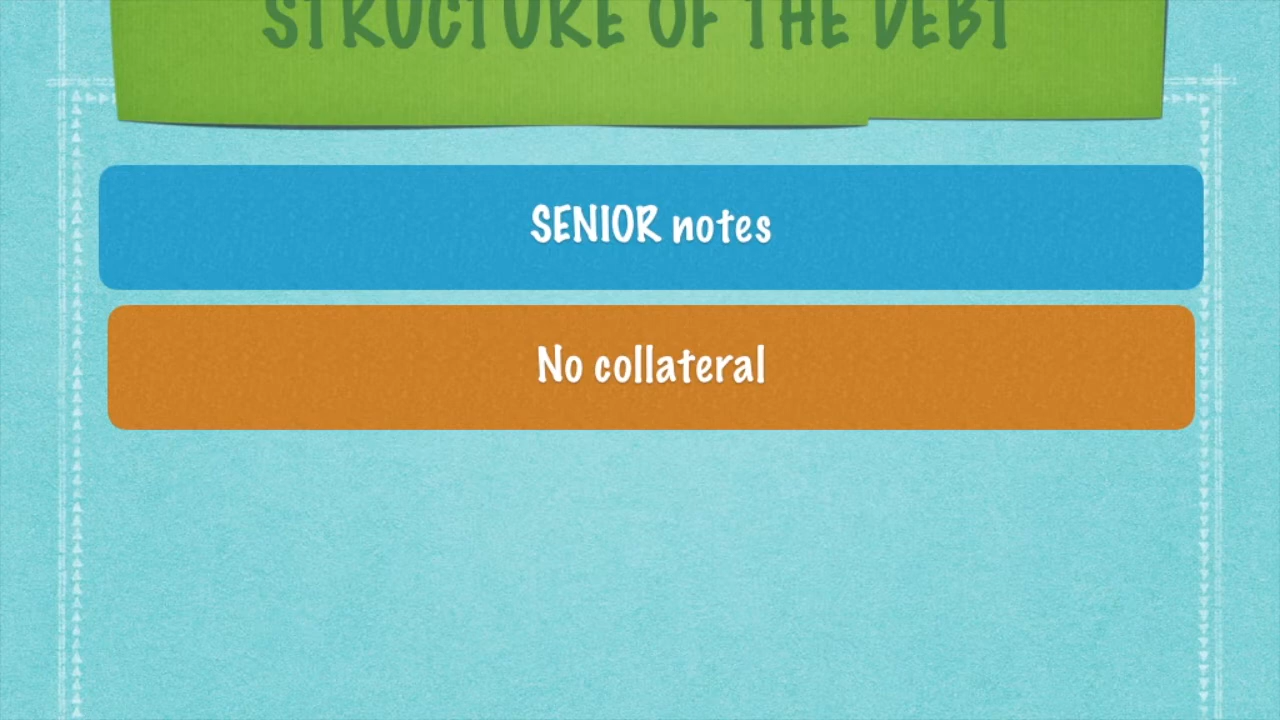 STRUCTURE OF THE DEBT
SENIOR notes
No collateral